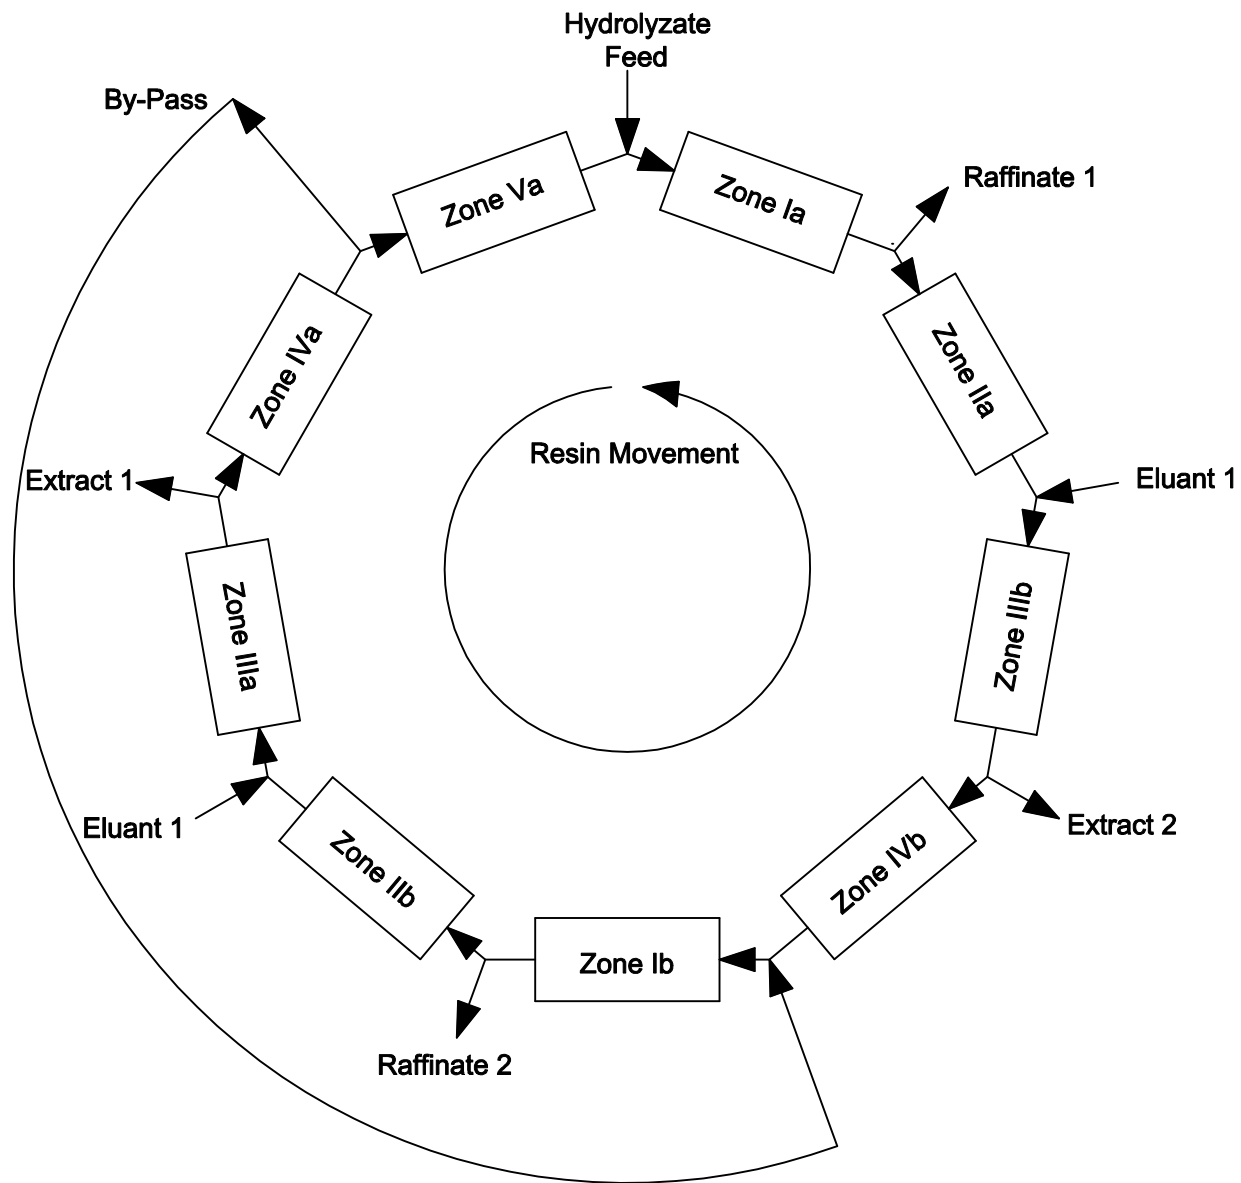 Hydrolyzate
Feed
By-Pass
Zone Va
Zone Ia
Raffinate 1
Zone IVa
Zone IIa
Resin Movement
Extract 1
Eluant 1
Zone IIIa
Zone IIIb
Eluant 1
Extract 2
Zone IIb
Zone IVb
Zone Ib
Raffinate 2